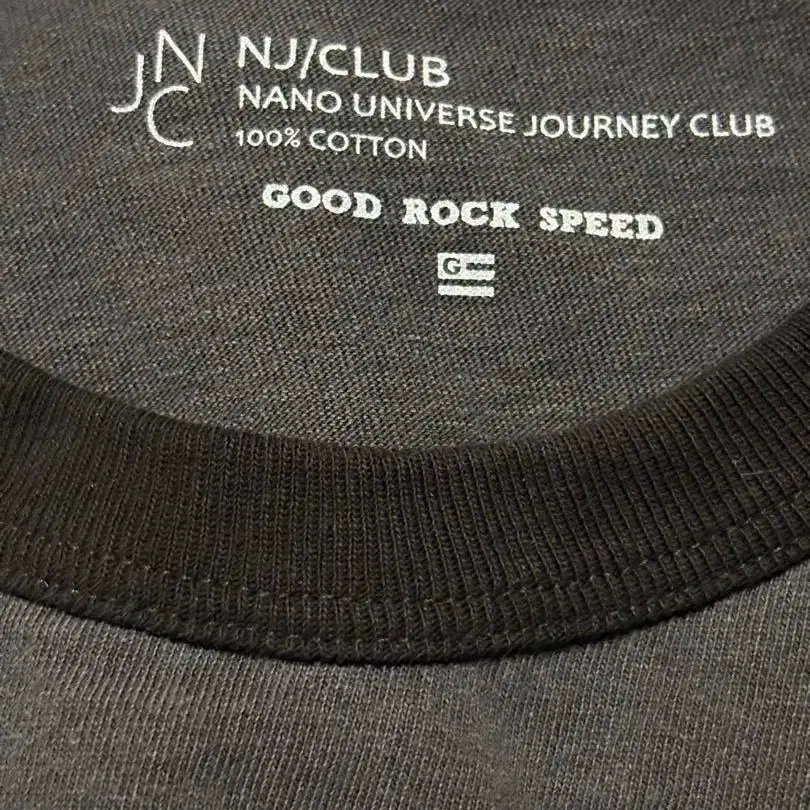 JNC
NJ/CLUB
NANO UNIVERSE JOURNEY CLUB
100% COTTON
GOOD ROCK SPEED
G